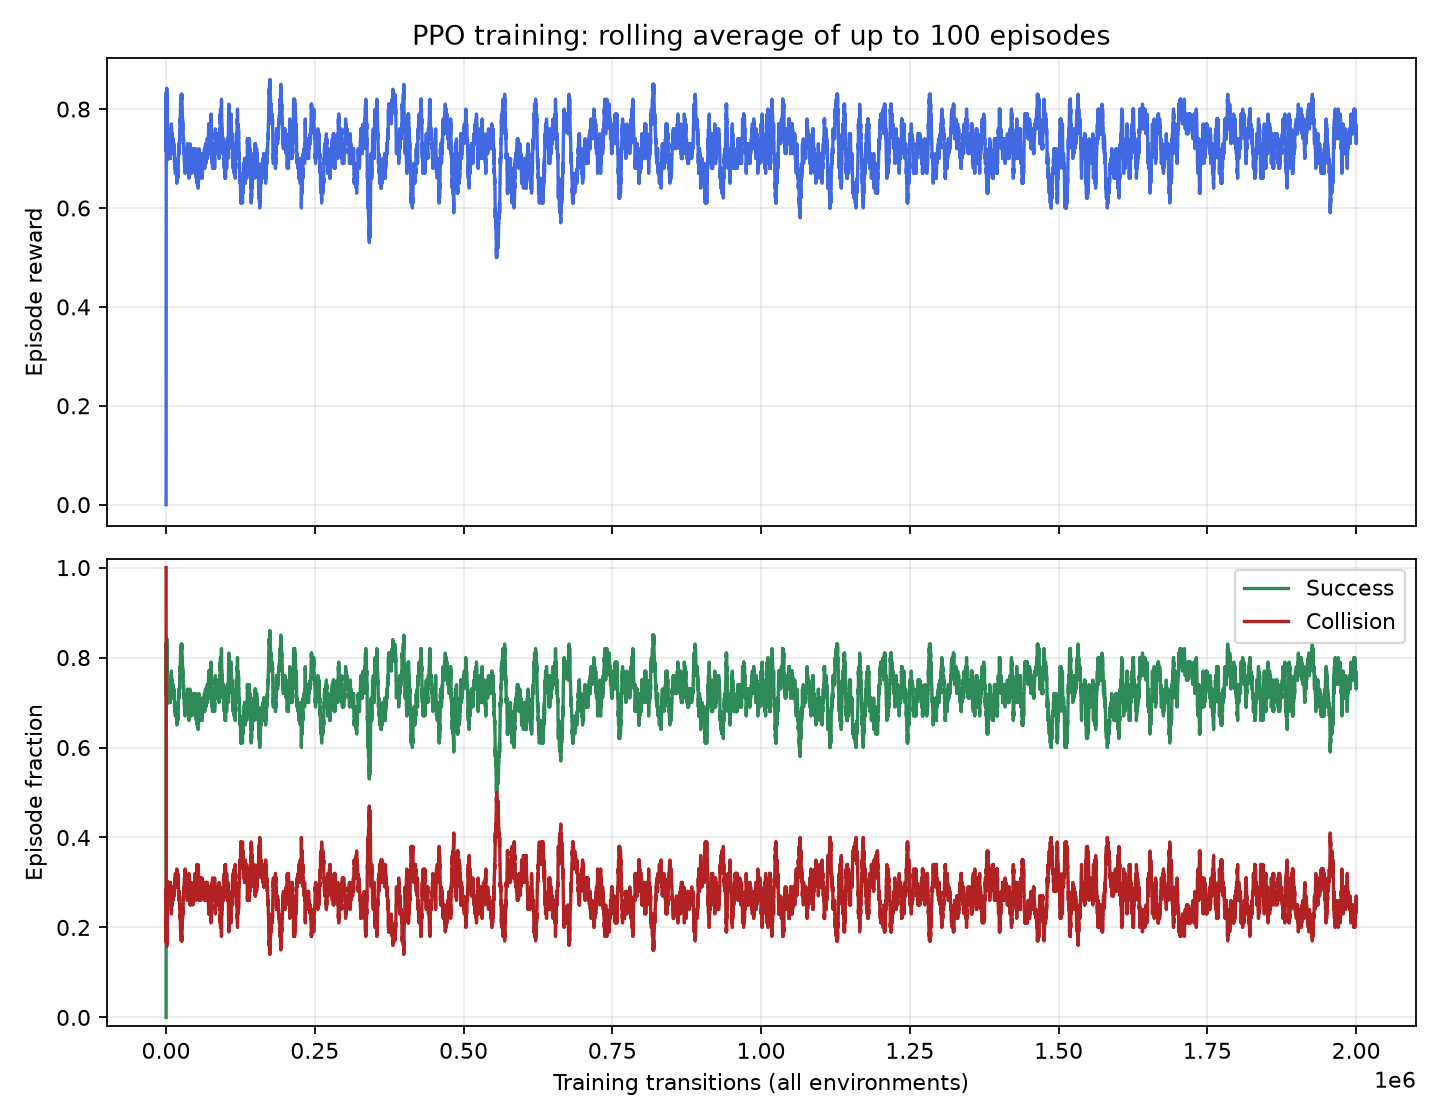 PPO training: rolling average of up to 100 episodes
0.8
0.6
0.4
0.2
0.0
Episode reward
1.0
0.8
0.6
0.4
0.2
0.0
Episode fraction
Success
Collision
0.00 0.25 0.50 0.75 1.00 1.25 1.50 1.75 2.00
1e6
Training transitions (all environments)